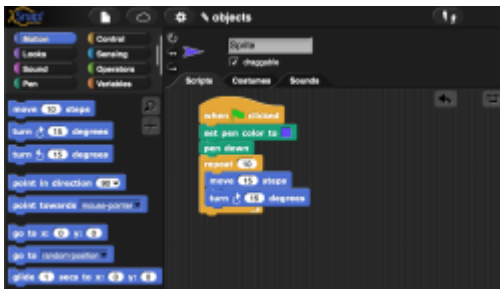 Snap!
objects
Motion
Control
Looks
Sensing
Sound
Operators
Pen
Variables
Sprite
draggable
Scripts
Costumes
Sounds
move 10 steps
turn 15 degrees
turn 15 degrees
point in direction 90
point towards mouse-pointer
go to x: 0 y: 0
go to random position
glide 1 secs to x: 0 y: 0
when clicked
set pen color to
pen down
repeat 10
move 15 steps
turn 15 degrees